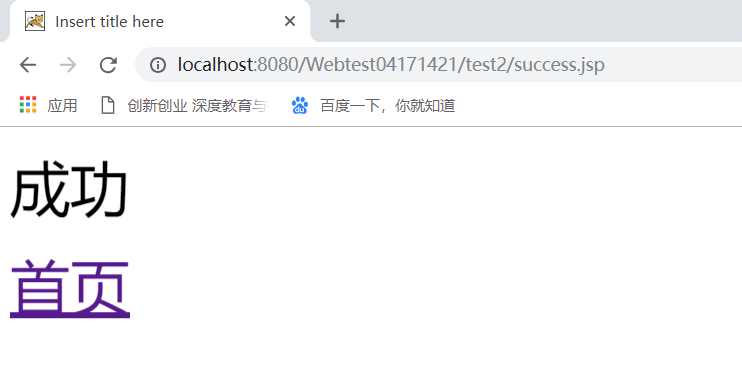 Insert title here
localhost:8080/Webtest04171421/test2/success.jsp
应用 创新创业 深度教育与 百度一下，你就知道
成功
首页